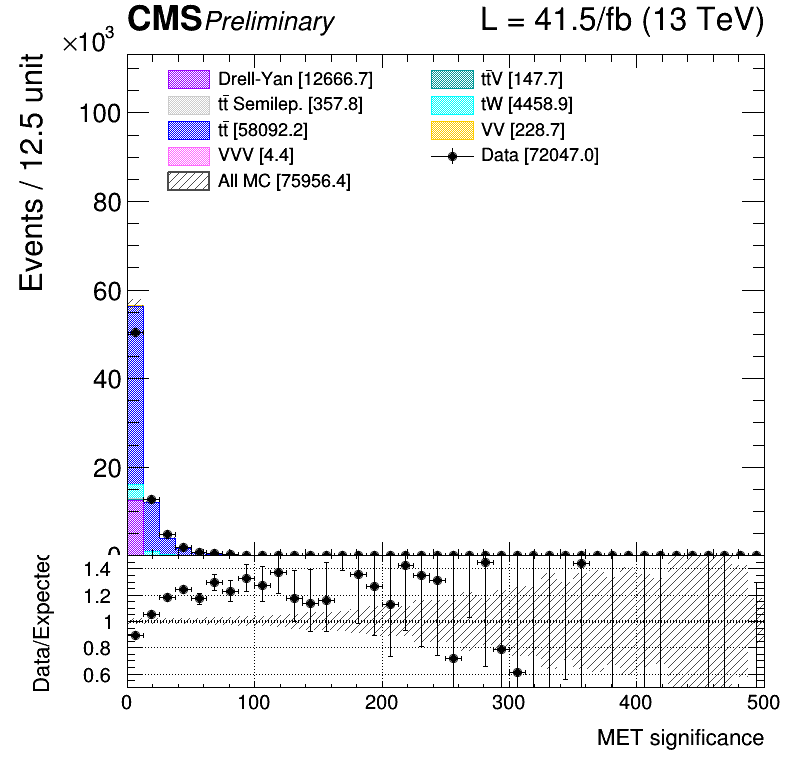 CMS Preliminary L = 41.5/fb (13 TeV)
×10³
Events / 12.5 unit
Drell-Yan [12666.7]
tt̄ Semilep. [357.8]
tt̄ [58092.2]
VVV [4.4]
All MC [75956.4]
tt̄V [147.7]
tW [4458.9]
VV [228.7]
Data [72047.0]
100
80
60
40
20
0
Data/Expected
1.4
1.2
1
0.8
0.6
0 100 200 300 400 500
MET significance